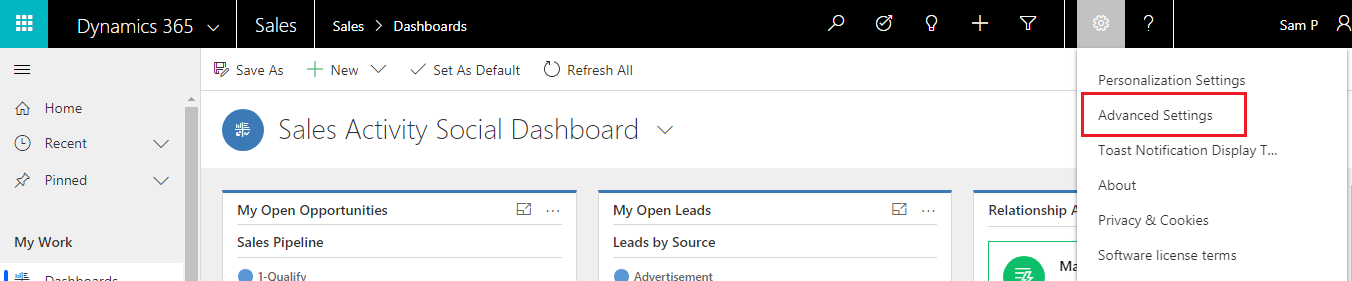 Dynamics 365 Sales Sales > Dashboards ? Sam P
Save As New Set As Default Refresh All
Personalization Settings
Home
Advanced Settings
Sales Activity Social Dashboard
Recent
Toast Notification Display T...
Pinned
About
My Open Opportunities ... My Open Leads ... Relationship A
Privacy & Cookies
My Work
Sales Pipeline Leads by Source
Software license terms
Ma
Dashboards
1-Qualify Advertisement